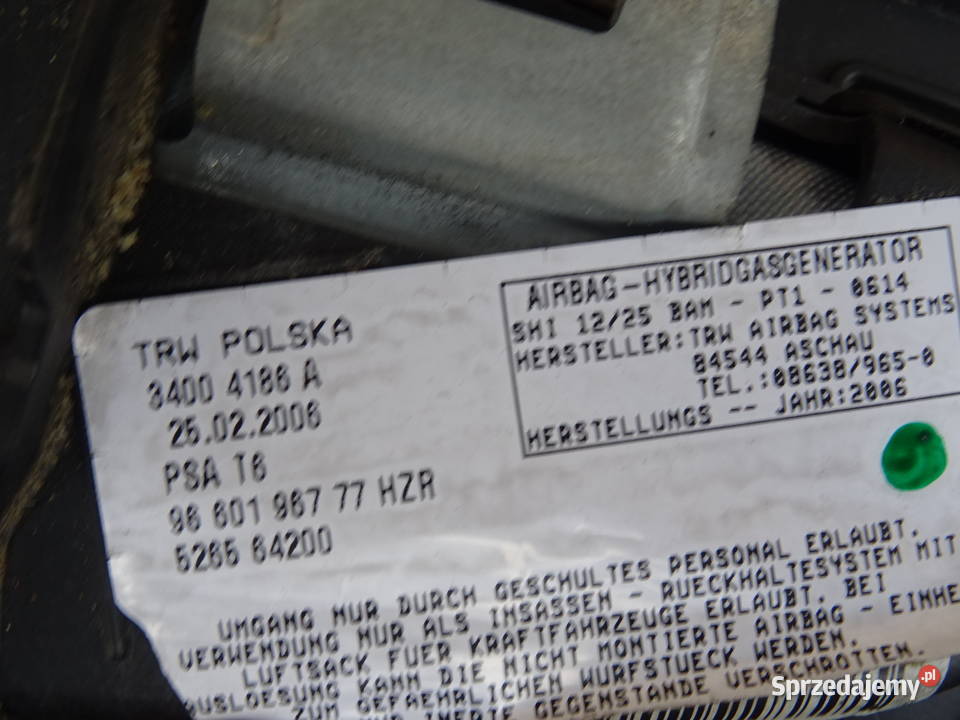 TRW POLSKA
3400 4186 A
25.02.2006
PSA T6
96 601 967 77 HZR
5265 64200
AIRBAG-HYBRIDGASGENERATOR
SHI 12/25 BAM - PT1 - 0614
HERSTELLER:TRW AIRBAG SYSTEMS
84544 ASCHAU
TEL.:08638/965-0
HERSTELLUNGS -- JAHR:2006
UMGANG NUR DURCH GESCHULTES PERSONAL ERLAUBT.
VERWENDUNG NUR ALS INSASSEN - RUECKHALTESYSTEM MIT
LUFTSACK FUER KRAFTFAHRZEUGE ERLAUBT. BEI
AUSLOESUNG KANN DIE NICHT MONTIERTE AIRBAG - EINHE
ZUM GEFAEHRLICHEN WURFSTUECK WERDEN.
INERTE GEGENSTANDE VERSCHROTTEN.
Sprzedajemy.pl